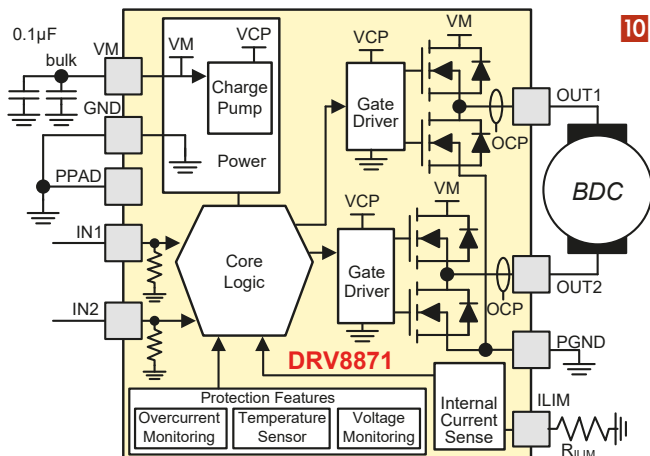 10
0.1µF
bulk
VM
VM
VCP
Charge
Pump
Power
GND
PPAD
IN1
IN2
Core
Logic
VCP
Gate
Driver
VM
OCP
OUT1
BDC
VCP
Gate
Driver
VM
OCP
OUT2
DRV8871
PGND
Protection Features
Overcurrent
Monitoring
Temperature
Sensor
Voltage
Monitoring
Internal
Current
Sense
ILIM
RILIM